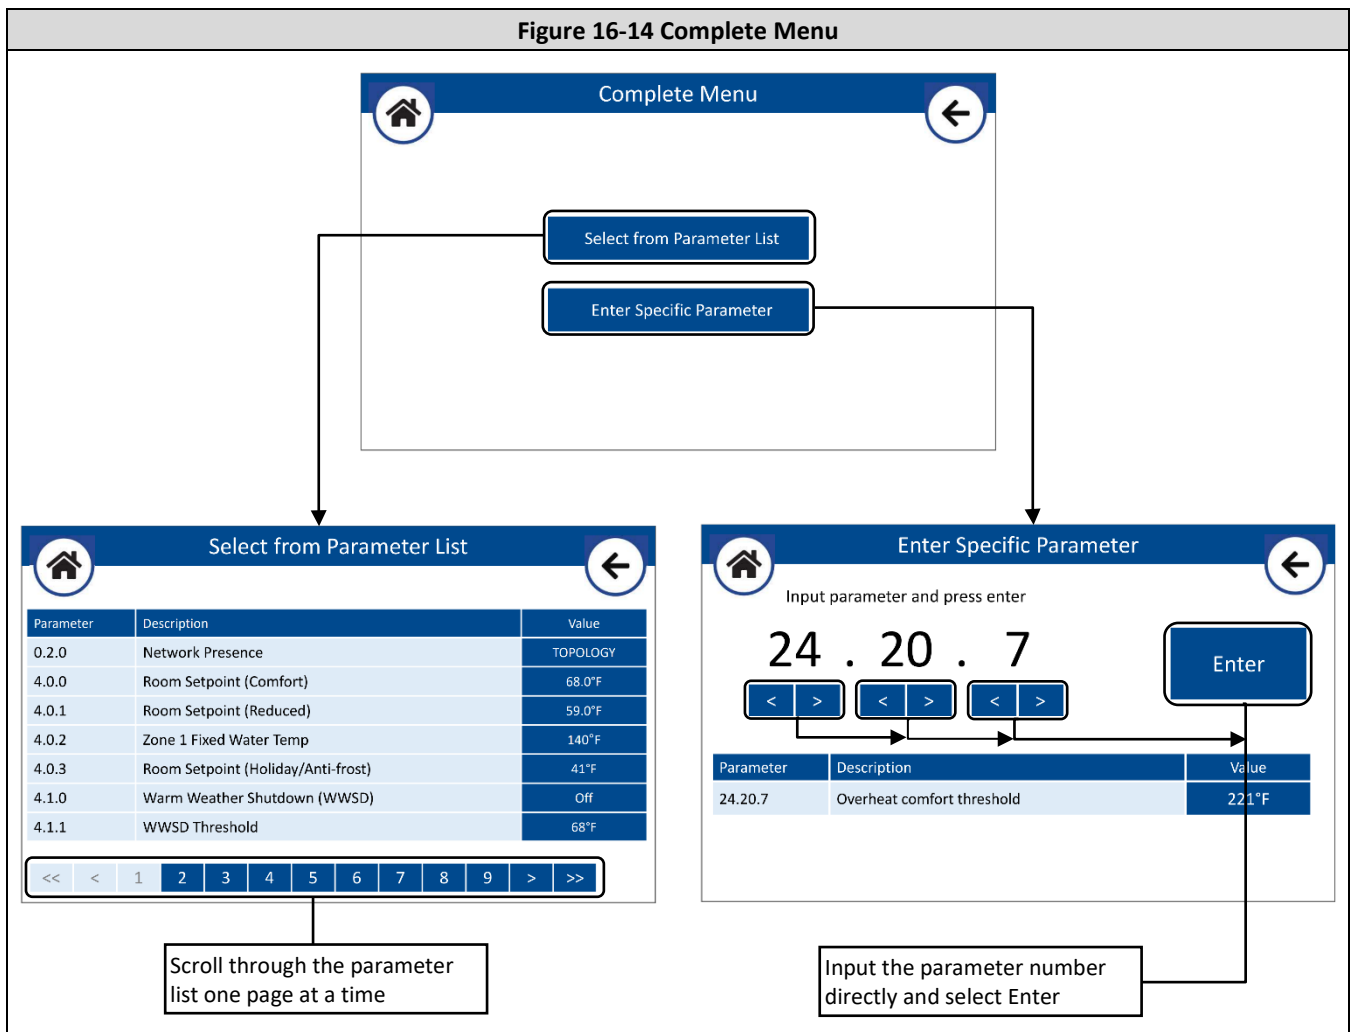 Figure 16-14 Complete Menu
Complete Menu
Select from Parameter List
Enter Specific Parameter
Select from Parameter List
Parameter Description Value
0.2.0 Network Presence TOPOLOGY
4.0.0 Room Setpoint (Comfort) 68.0°F
4.0.1 Room Setpoint (Reduced) 59.0°F
4.0.2 Zone 1 Fixed Water Temp 140°F
4.0.3 Room Setpoint (Holiday/Anti-frost) 41°F
4.1.0 Warm Weather Shutdown (WWSD) Off
4.1.1 WWSD Threshold 68°F
<< < 1 2 3 4 5 6 7 8 9 > >>
Scroll through the parameter
list one page at a time
Enter Specific Parameter
Input parameter and press enter
24 . 20 . 7
Enter
< > < > < >
Parameter Description Value
24.20.7 Overheat comfort threshold 221°F
Input the parameter number
directly and select Enter